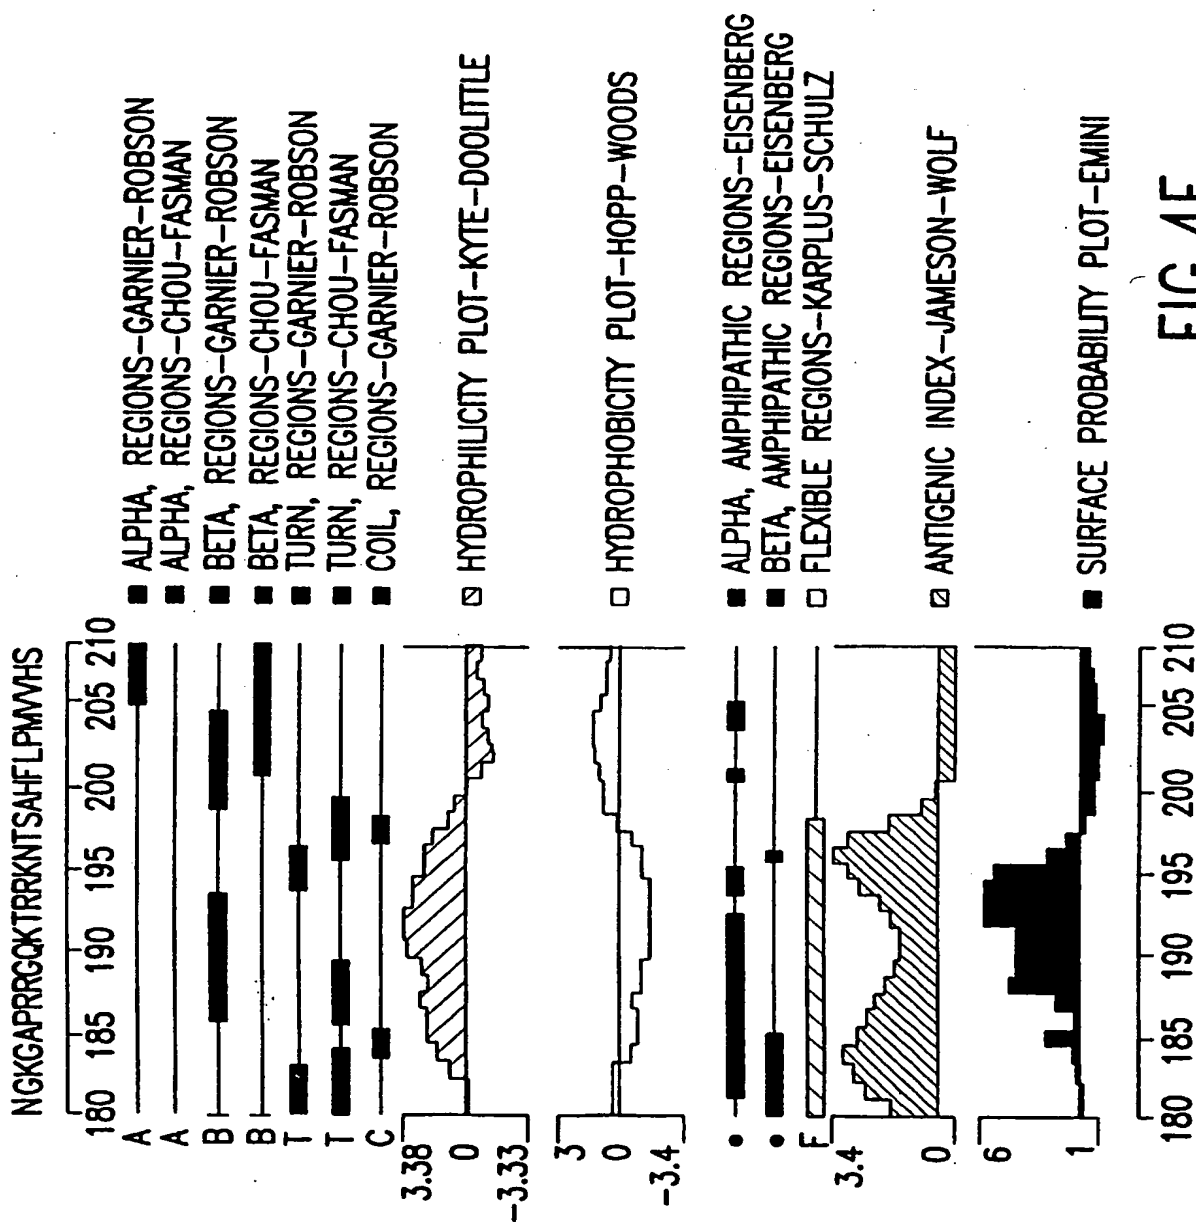 NGKGAPRRGQKTRRKNTSAHFLPMVVHS
180 185 190 195 200 205 210
A ALPHA, REGIONS-GARNIER-ROBSON
A ALPHA, REGIONS-CHOU-FASMAN
B BETA, REGIONS-GARNIER-ROBSON
B BETA, REGIONS-CHOU-FASMAN
T TURN, REGIONS-GARNIER-ROBSON
T TURN, REGIONS-CHOU-FASMAN
C COIL, REGIONS-GARNIER-ROBSON
3.38
0 HYDROPHILICITY PLOT-KYTE-DOOLITTLE
-3.33
3
0 HYDROPHOBICITY PLOT-HOPP-WOODS
-3.4
ALPHA, AMPHIPATHIC REGIONS-EISENBERG
BETA, AMPHIPATHIC REGIONS-EISENBERG
F FLEXIBLE REGIONS-KARPLUS-SCHULZ
3.4
0 ANTIGENIC INDEX-JAMESON-WOLF
6
1 SURFACE PROBABILITY PLOT-EMINI
180 185 190 195 200 205 210